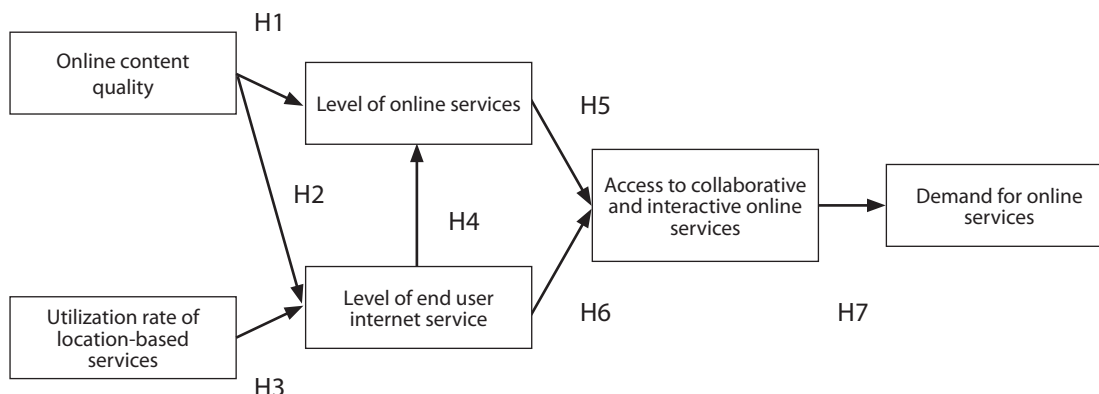 H1
Online content
quality
Level of online services
H5
H2
Access to collaborative
and interactive online
services
Demand for online
services
H4
Level of end user
internet service
H6
H7
Utilization rate of
location-based
services
H3